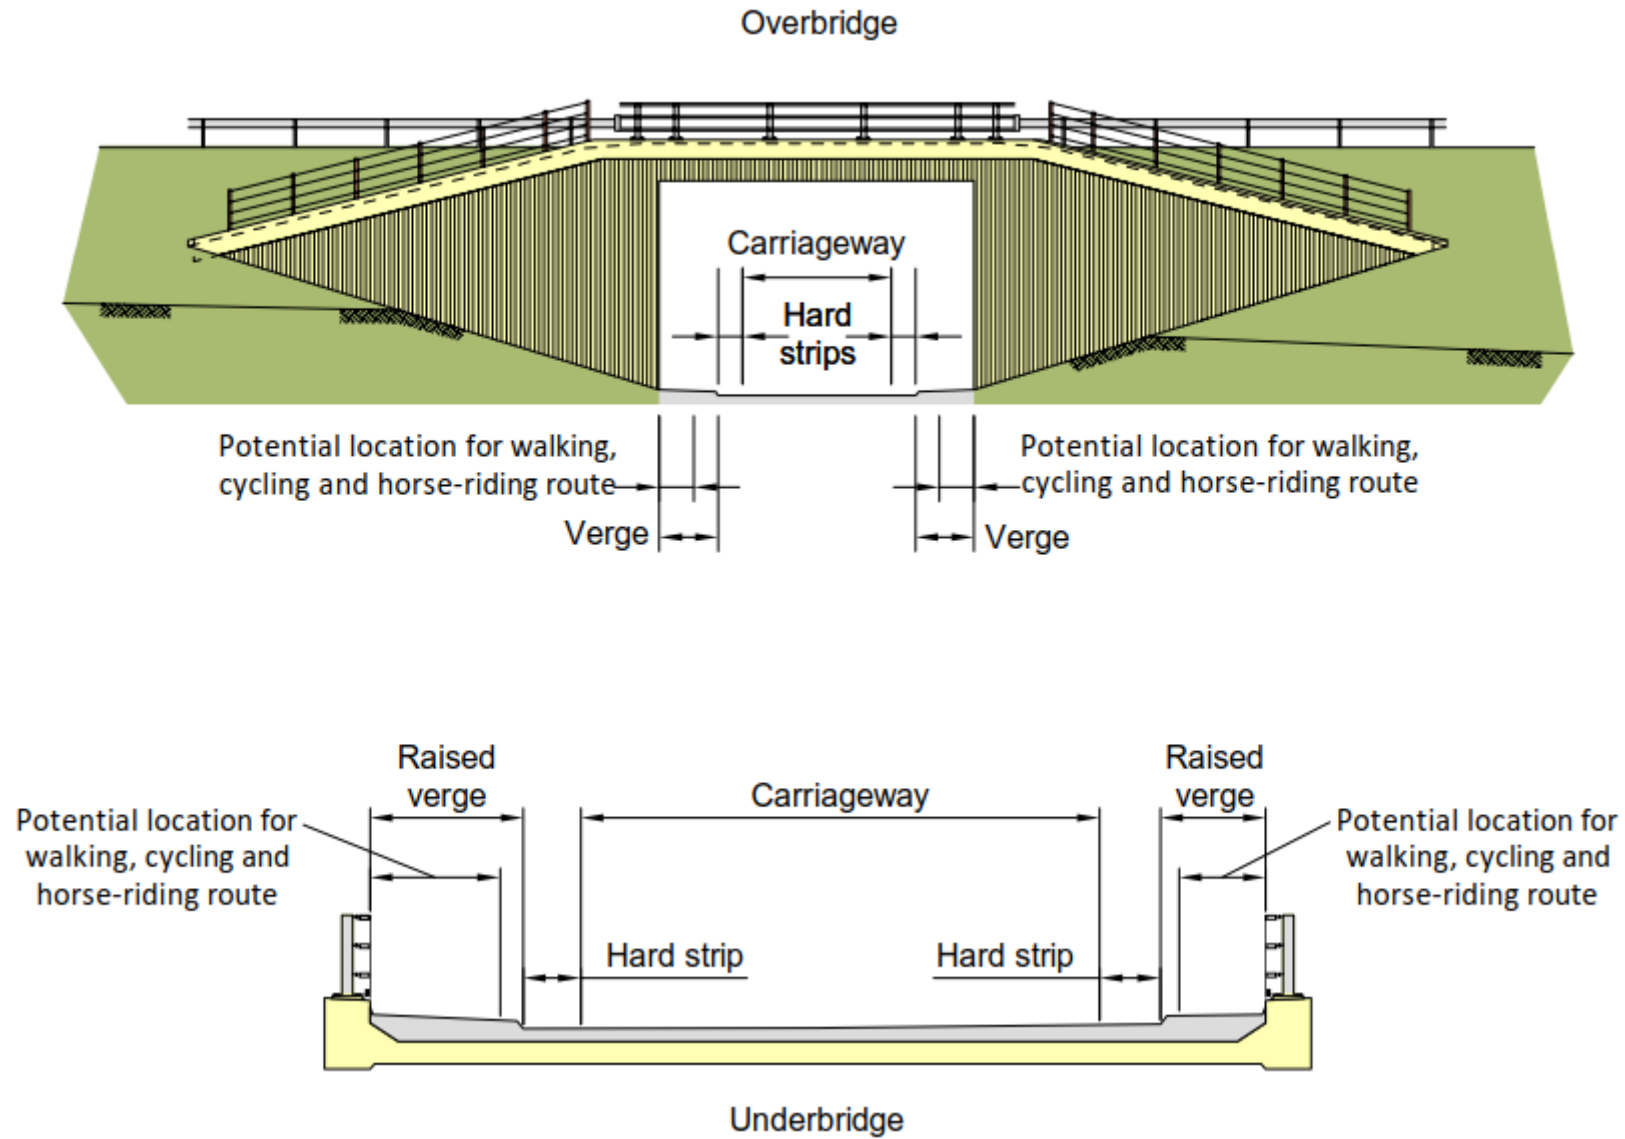 Overbridge
Carriageway
Hard
strips
Potential location for walking,
cycling and horse-riding route
Potential location for walking,
cycling and horse-riding route
Verge
Verge
Raised
verge
Raised
verge
Carriageway
Potential location for
walking, cycling and
horse-riding route
Potential location for
walking, cycling and
horse-riding route
Hard strip
Hard strip
Underbridge